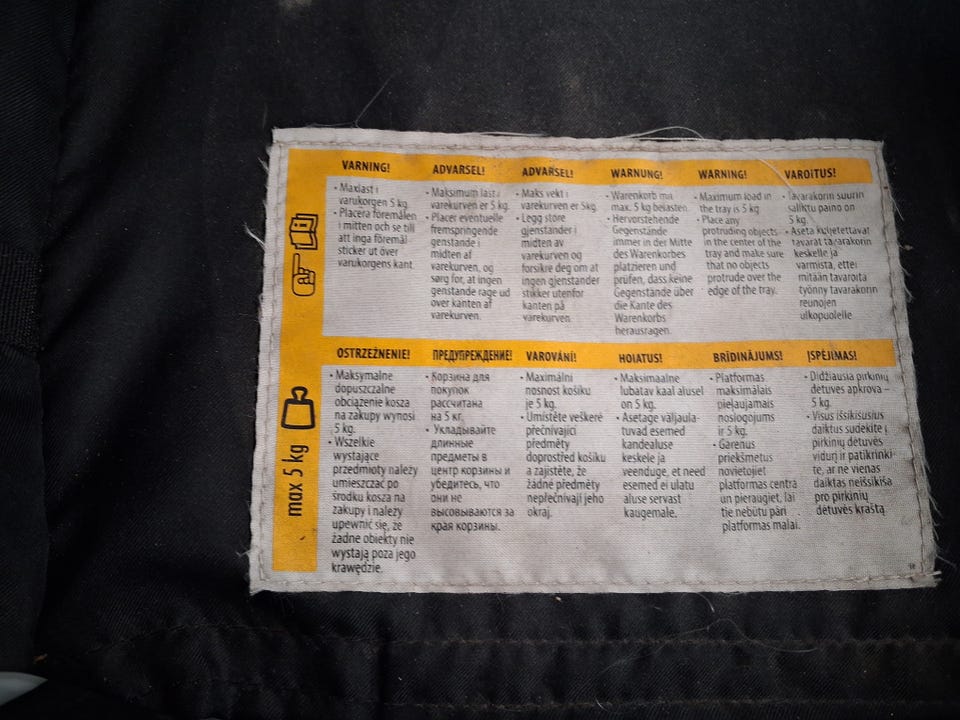 VARNING!
• Maxlast i
varukorgen 5 kg.
• Placera föremålen
i mitten och se till
att inga föremål
sticker ut över
varukorgens kant.
ADVARSEL!
• Maksimum last i
varekurven er 5 kg.
• Placer eventuelle
fremspringende
genstande i
midten af
varekurven, og
sørg for, at ingen
genstande rage ud
over kanten af
varekurven.
ADVARSEL!
• Maks vekt i
varekurven er 5kg.
• Legg store
gjenstander i
midten av
varekurven og
forsikre deg om at
ingen gjenstander
stikker utenfor
kanten på
varekurven.
WARNUNG!
• Warenkorb mit
max. 5 kg belasten.
• Hervorstehende
Gegenstände
immer in der Mitte
des Warenkorbes
platzieren und
prüfen, dass keine
Gegenstände über
die Kante des
Warenkorbs
herausragen.
WARNING!
• Maximum load in
the tray is 5 kg
• Place any
protruding objects
in the center of the
tray and make sure
that no objects
protrude over the
edge of the tray.
VAROITUS!
• Tavarakorin suurin
sallittu paino on
5 kg.
• Aseta kuljetettavat
tavarat tavarakorin
keskelle ja
varmista, ettei
mitään tavaroita
työnny tavarakorin
reunojen
ulkopuolelle
max 5 kg
OSTRZEŻNENIE!
• Maksymalne
dopuszczalne
obciążenie kosza
na zakupy wynosi
5 kg.
• Wszelkie
wystające
przedmioty należy
umieszczać po
środku kosza na
zakupy i należy
upewnić się, że
żadne obiekty nie
wystają poza jego
krawędzie.
ПРЕДУПРЕЖДЕНИЕ!
• Корзина для
покупок
рассчитана
на 5 кг.
• Укладывайте
длинные
предметы в
центр корзины и
убедитесь, что
они не
высовываются за
края корзины.
VAROVÁNÍ!
• Maximální
nosnost košíku
je 5 kg.
• Umístěte veškeré
přečnívající
předměty
doprostřed košíku
a zajistěte, že
žádné předměty
nepřečnívají jeho
okraj.
HOIATUS!
• Maksimaalne
lubatav kaal alusel
on 5 kg.
• Asetage väljaula-
tuvad esemed
kandealuse
keskele ja
veenduge, et need
esemed ei ulatu
aluse servast
kaugemale.
BRĪDINĀJUMS!
• Platformas
maksimālais
pieļaujamais
noslogojums
ir 5 kg.
• Garenus
priekšmetus
novietojiet
platformas centrā
un pieraugiet, lai
tie nebūtu pāri
platformas malai.
ĮSPĖJIMAS!
• Didžiausia pirkinių
dėtuvės apkrova –
5 kg.
• Visus išsikišusius
daiktus sudėkite į
pirkinių dėtuvės
vidurį ir patikrinki-
te, ar nė vienas
daiktas neišsikiša
pro pirkinių
dėtuvės kraštą.